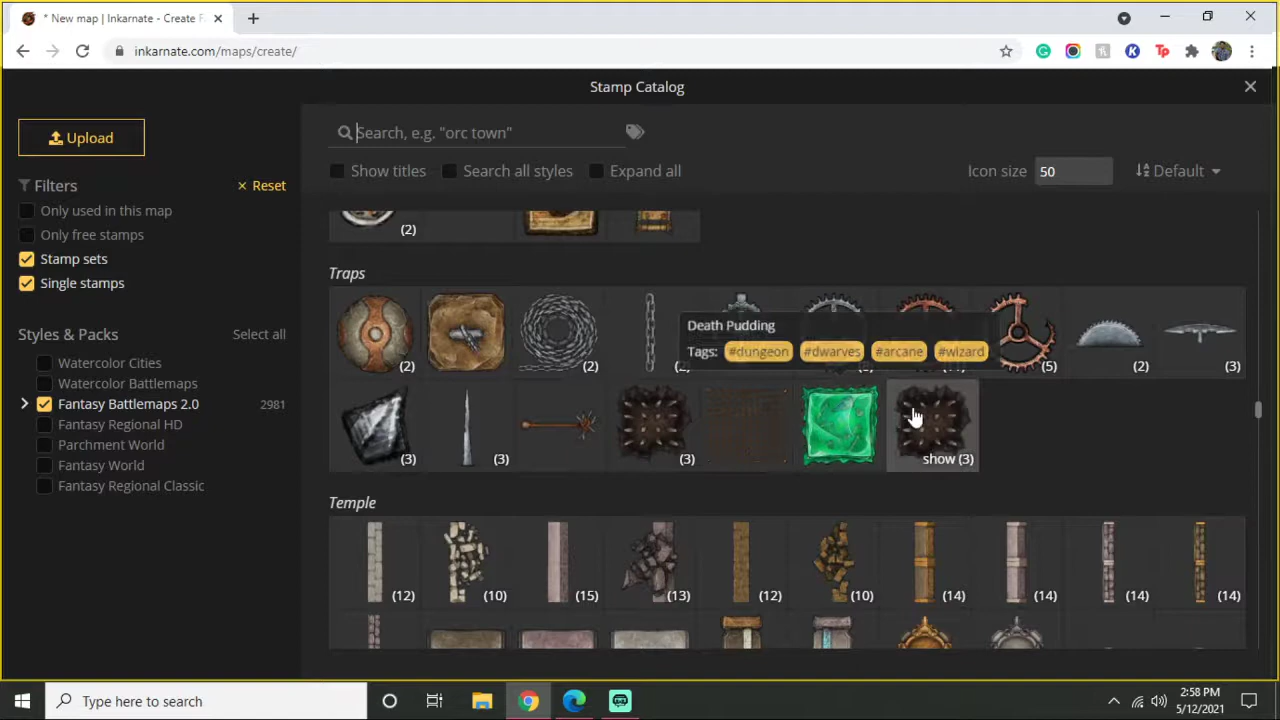 * New map | Inkarnate - Create F
inkarnate.com/maps/create/
Stamp Catalog
Upload
Search, e.g. "orc town"
Show titles
Search all styles
Expand all
Icon size
50
Default
Filters
Reset
Only used in this map
Only free stamps
Stamp sets
Single stamps
Styles & Packs
Select all
Watercolor Cities
Watercolor Battlemaps
Fantasy Battlemaps 2.0
2981
Fantasy Regional HD
Parchment World
Fantasy World
Fantasy Regional Classic
(2)
Traps
Death Pudding
Tags: #dungeon #dwarves #arcane #wizard
(2) (2) (5) (2) (3)
(3) (3) (3) show (3)
Temple
(12) (10) (15) (13) (12) (10) (14) (14) (14) (14)
Type here to search
2:58 PM
5/12/2021